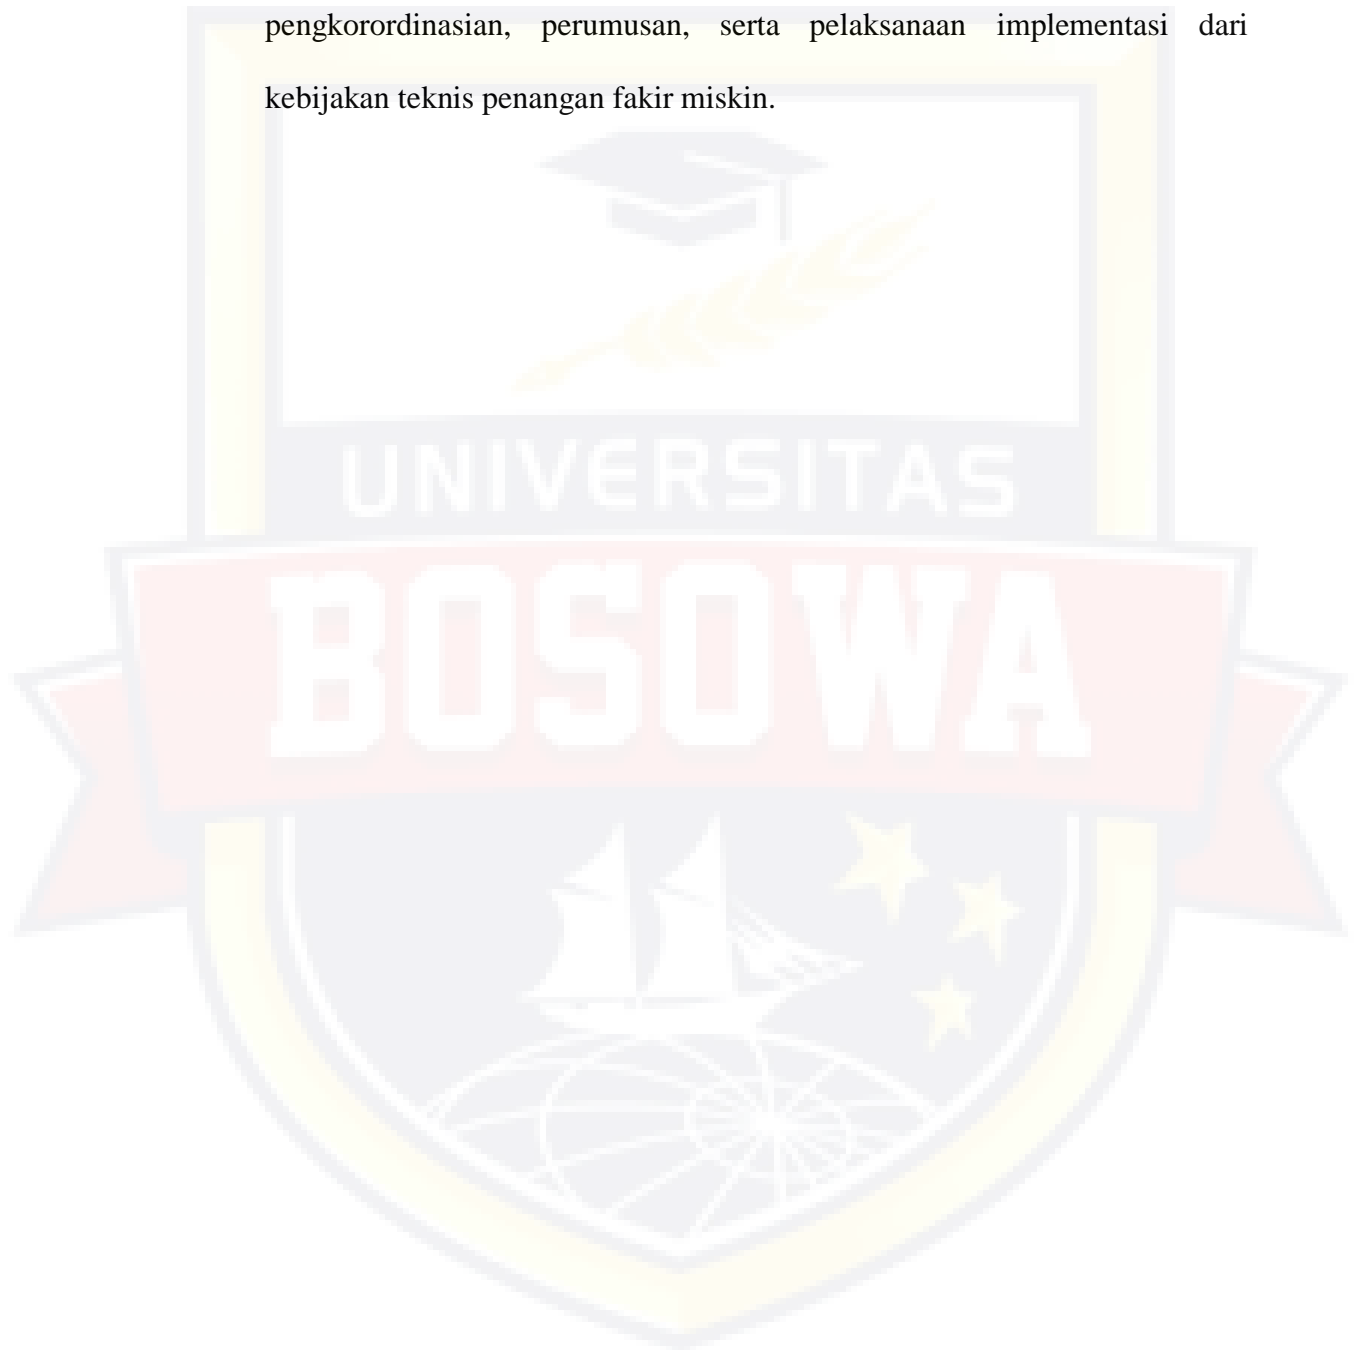 pengkorordinasian, perumusan, serta pelaksanaan implementasi dari
kebijakan teknis penangan fakir miskin.
UNIVERSITAS
BOSOWA